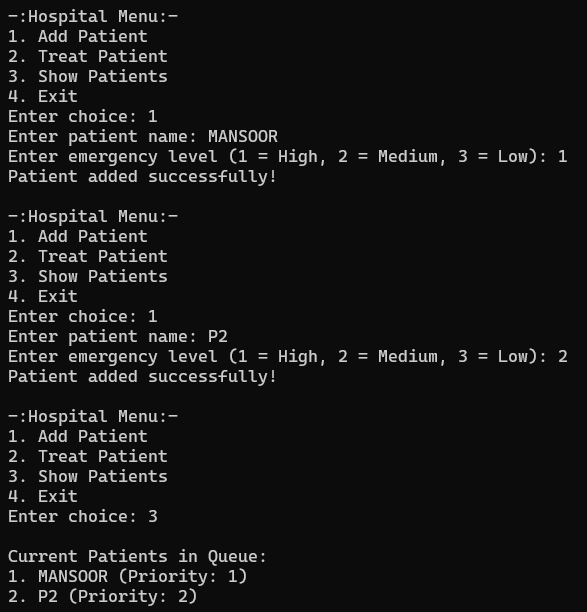 -:Hospital Menu:-
1. Add Patient
2. Treat Patient
3. Show Patients
4. Exit
Enter choice: 1
Enter patient name: MANSOOR
Enter emergency level (1 = High, 2 = Medium, 3 = Low): 1
Patient added successfully!

-:Hospital Menu:-
1. Add Patient
2. Treat Patient
3. Show Patients
4. Exit
Enter choice: 1
Enter patient name: P2
Enter emergency level (1 = High, 2 = Medium, 3 = Low): 2
Patient added successfully!

-:Hospital Menu:-
1. Add Patient
2. Treat Patient
3. Show Patients
4. Exit
Enter choice: 3

Current Patients in Queue:
1. MANSOOR (Priority: 1)
2. P2 (Priority: 2)